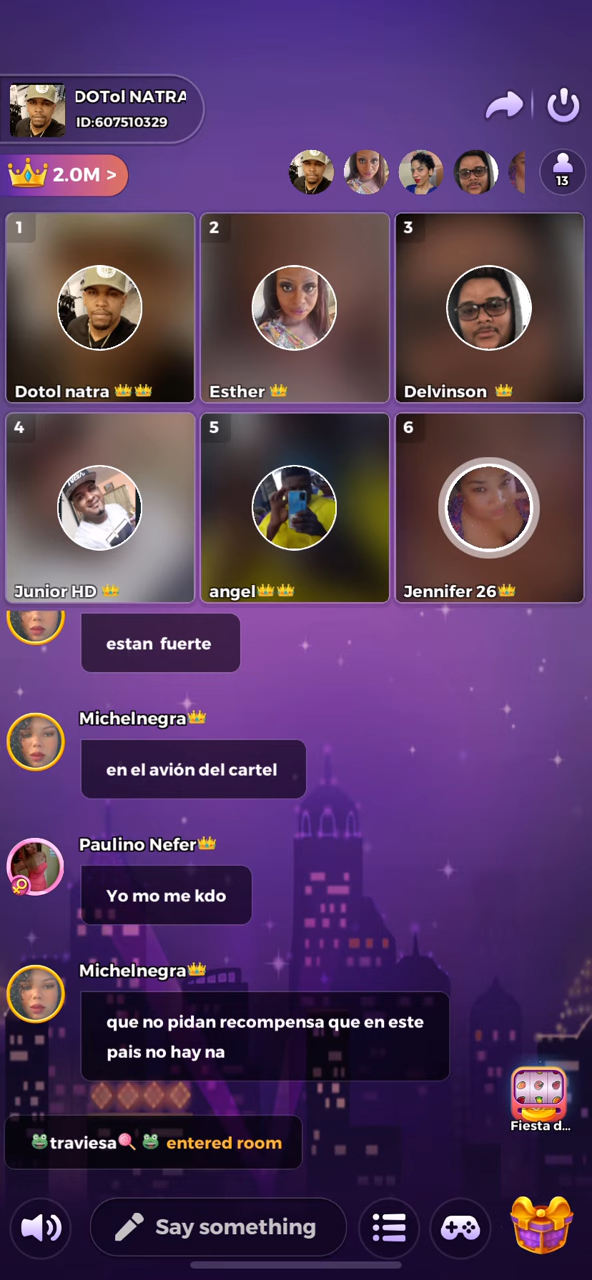 DOTol NATRA
ID:607510329
2.0M >
13
1
2
3
Dotol natra 👑👑
Esther 👑
Delvinson 👑
4
5
6
Junior HD 👑
angel👑👑
Jennifer 26👑
estan fuerte
Michelnegra👑
en el avión del cartel
Paulino Nefer👑
Yo mo me kdo
Michelnegra👑
que no pidan recompensa que en este
pais no hay na
Fiesta d...
🐸traviesa🍭🐸 entered room
Say something